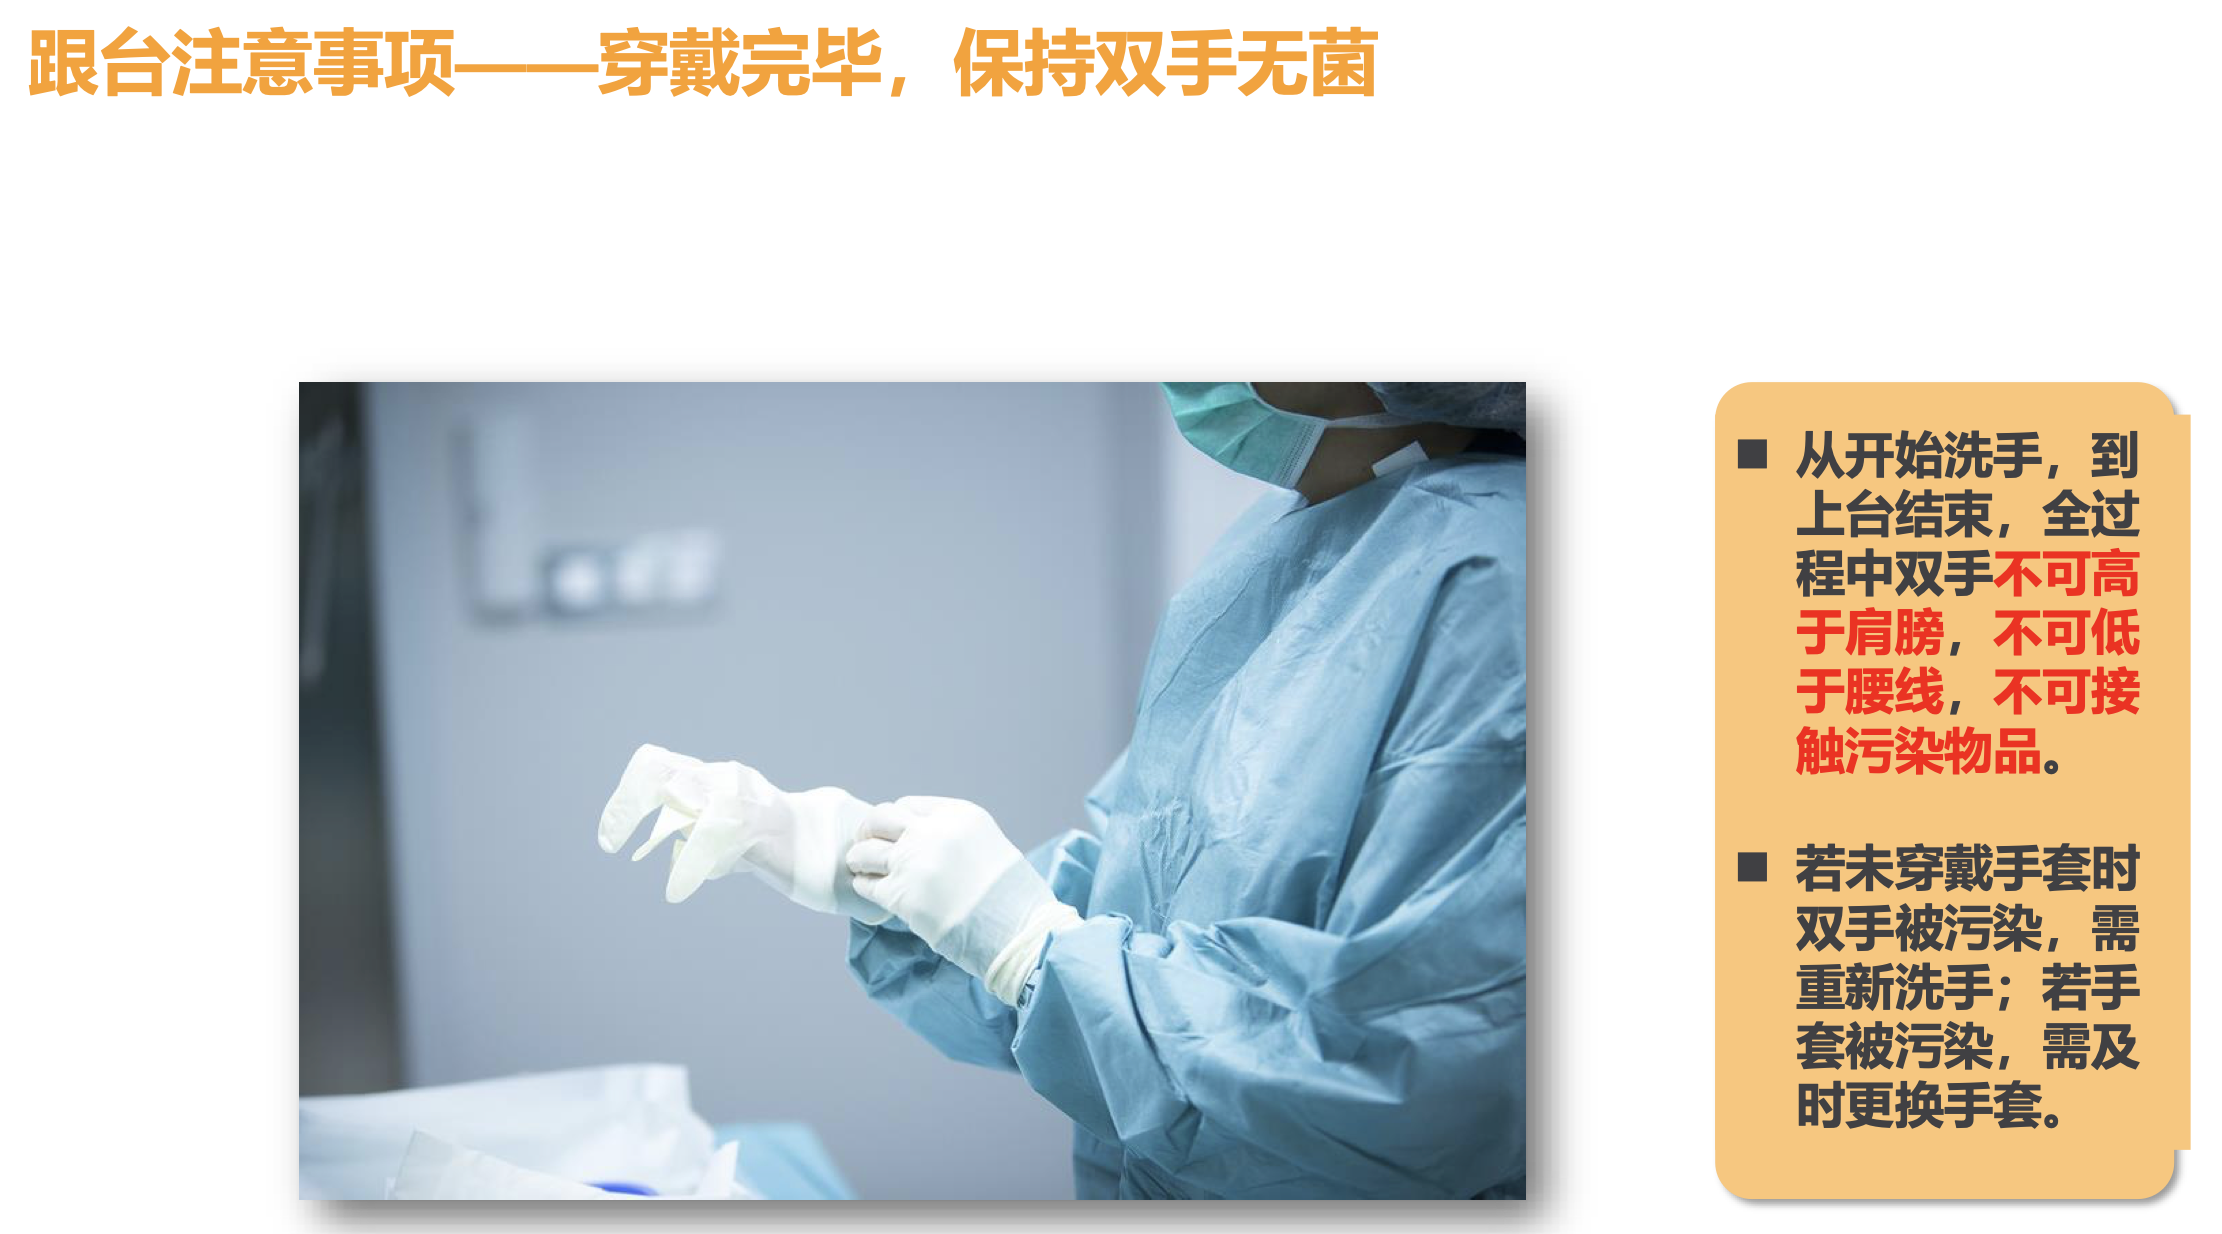 跟台注意事项——穿戴完毕，保持双手无菌
■ 从开始洗手，到
上台结束，全过
程中双手不可高
于肩膀，不可低
于腰线，不可接
触污染物品。
■ 若未穿戴手套时
双手被污染，需
重新洗手；若手
套被污染，需及
时更换手套。